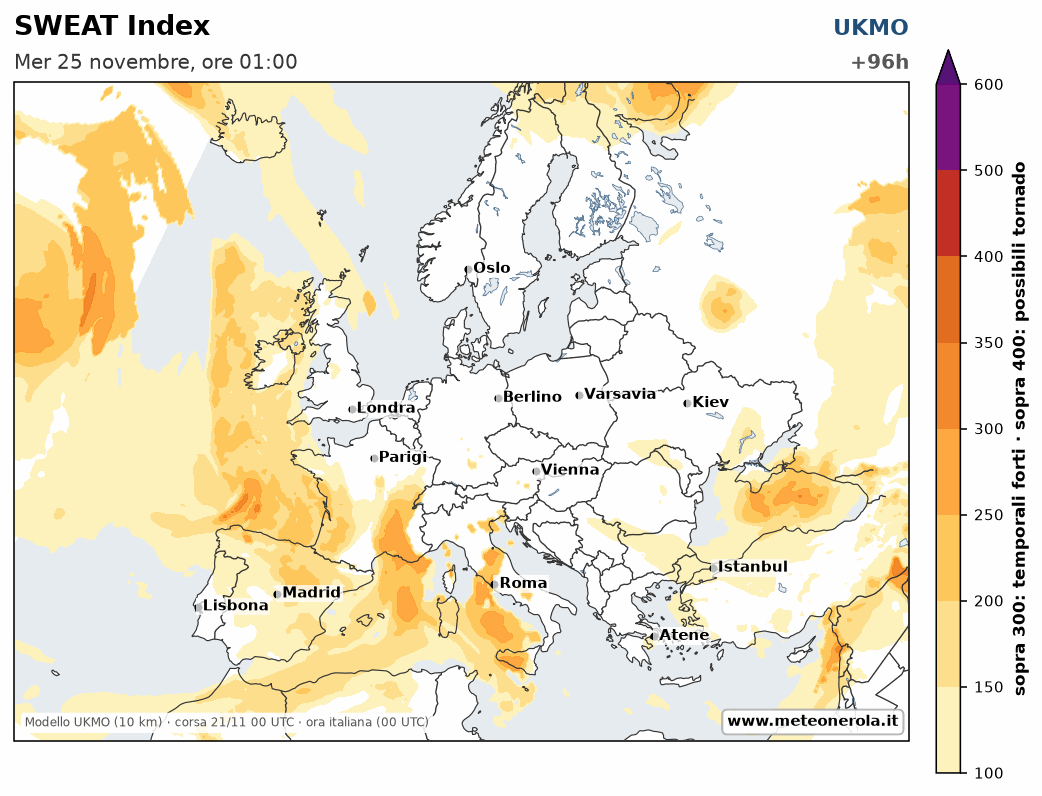 SWEAT Index
UKMO
Mer 25 novembre, ore 01:00
+96h
Oslo
Berlino
Varsavia
Kiev
Londra
Parigi
Vienna
Istanbul
Roma
Madrid
Lisbona
Atene
Modello UKMO (10 km) · corsa 21/11 00 UTC · ora italiana (00 UTC)
www.meteonerola.it
600
500
400
350
300
250
200
150
100
sopra 300: temporali forti · sopra 400: possibili tornado